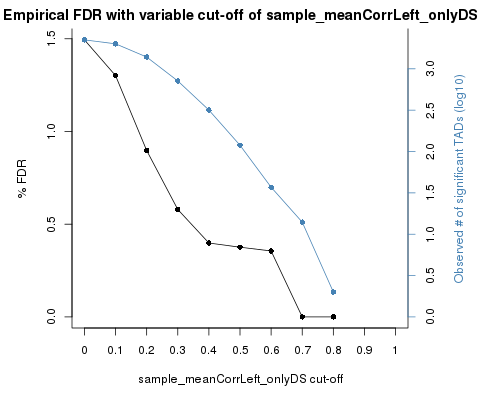 Empirical FDR with variable cut-off of sample_meanCorrLeft_onlyDS
% FDR
1.5
1.0
0.5
0.0
3.0
2.5
2.0
1.5
1.0
0.5
0.0
Observed # of significant TADs (log10)
0 0.1 0.2 0.3 0.4 0.5 0.6 0.7 0.8 0.9 1
sample_meanCorrLeft_onlyDS cut-off